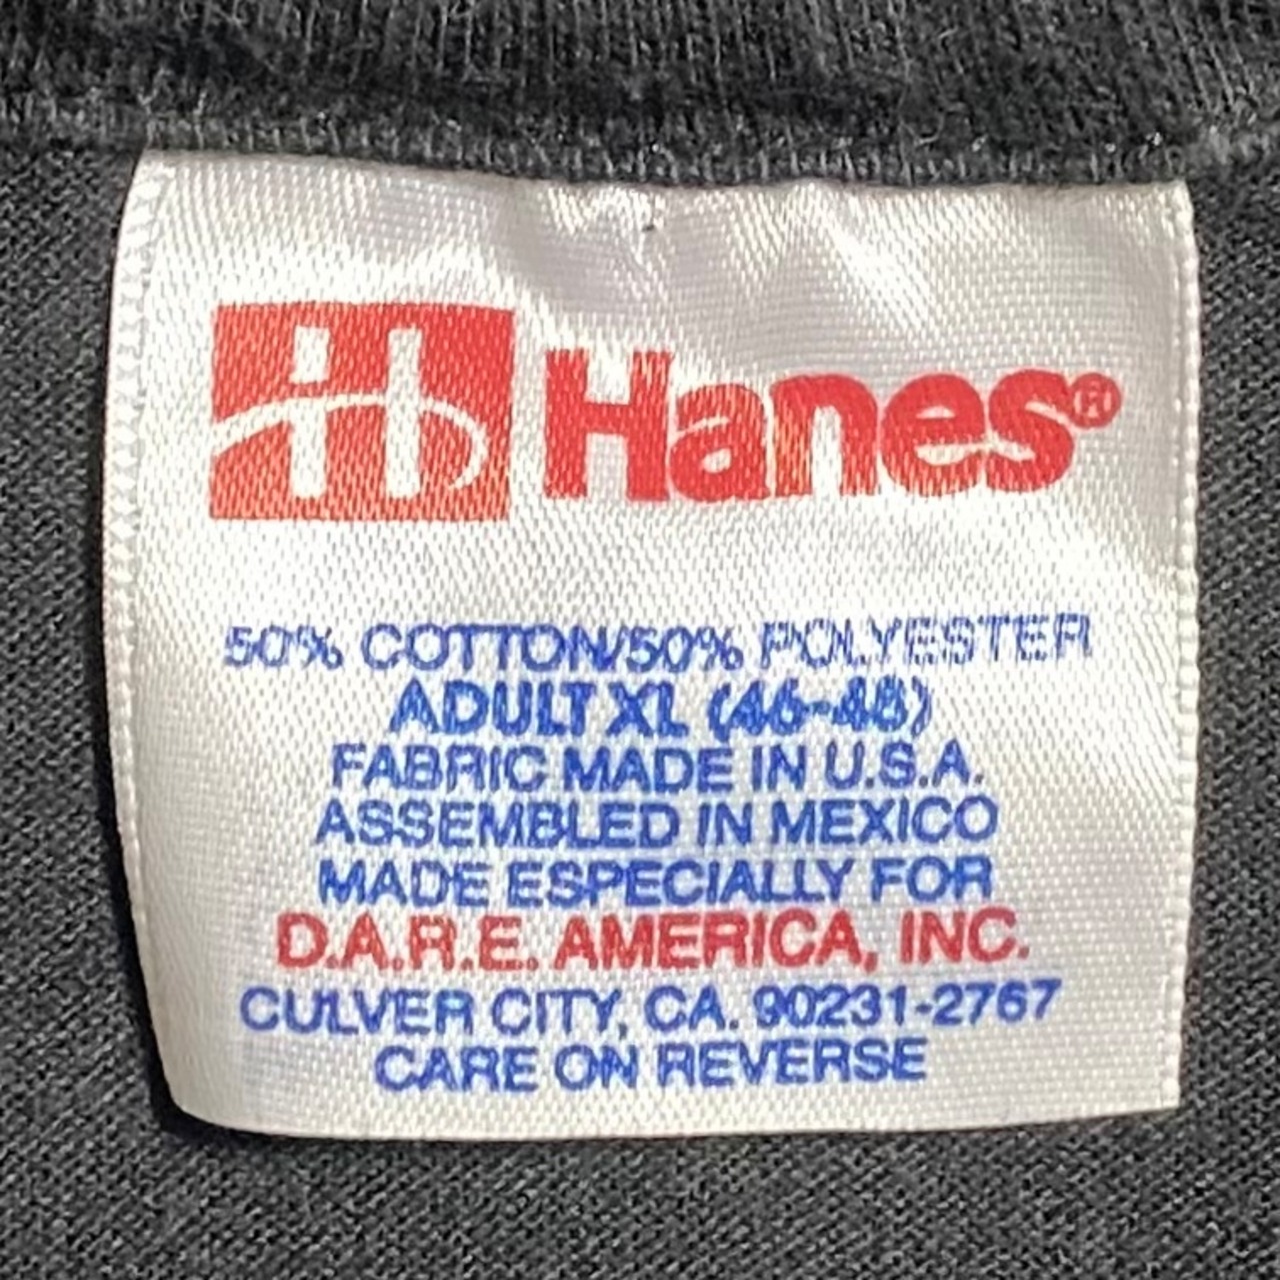 Hanes®
50% COTTON/50% POLYESTER
ADULT XL (46-48)
FABRIC MADE IN U.S.A.
ASSEMBLED IN MEXICO
MADE ESPECIALLY FOR
D.A.R.E. AMERICA, INC.
CULVER CITY, CA. 90231-2767
CARE ON REVERSE